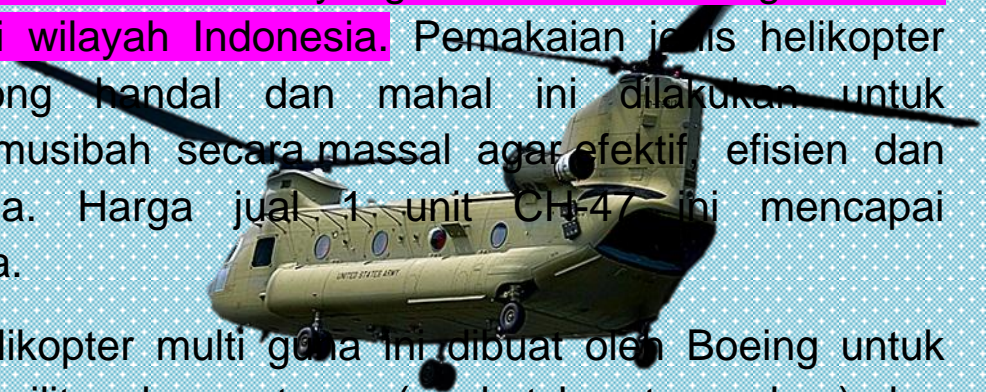 i wilayah Indonesia. Pemakaian jenis helikopter
ong handal dan mahal ini dilakukan untuk
musibah secara massal agar efektif, efisien dan
a. Harga jual 1 unit CH-47 ini mencapai
a.
UNITED STATES ARMY
likopter multi guna ini dibuat oleh Boeing untuk